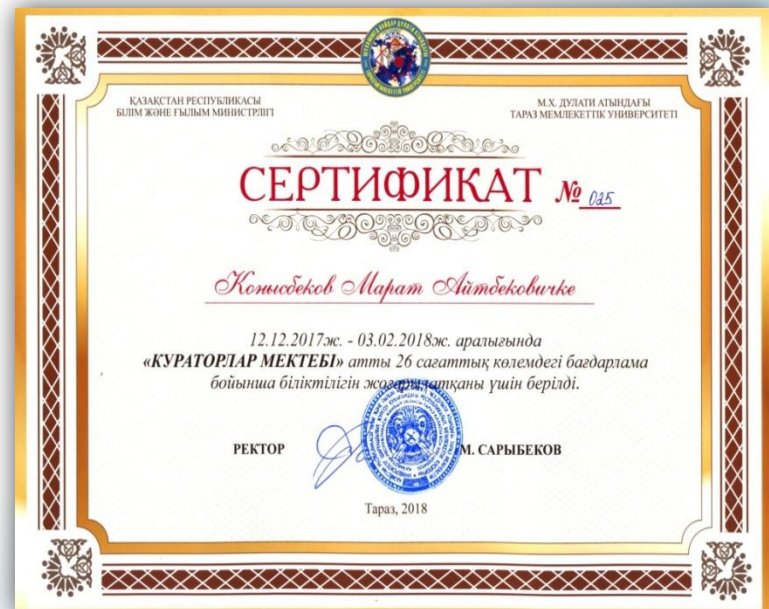 ҚАЗАҚСТАН РЕСПУБЛИКАСЫ
БІЛІМ ЖӘНЕ ҒЫЛЫМ МИНИСТРЛІГІ
М.Х. ДУЛАТИ АТЫНДАҒЫ
ТАРАЗ МЕМЛЕКЕТТІК УНИВЕРСИТЕТІ
СЕРТИФИКАТ № 025
Конысбеков Марат Айтбековичке
12.12.2017ж. - 03.02.2018ж. аралығында
«КУРАТОРЛАР МЕКТЕБІ» атты 26 сағаттық көлемдегі бағдарлама
бойынша біліктілігін жоғарылатқаны үшін берілді.
РЕКТОР М. САРЫБЕКОВ
Тараз, 2018